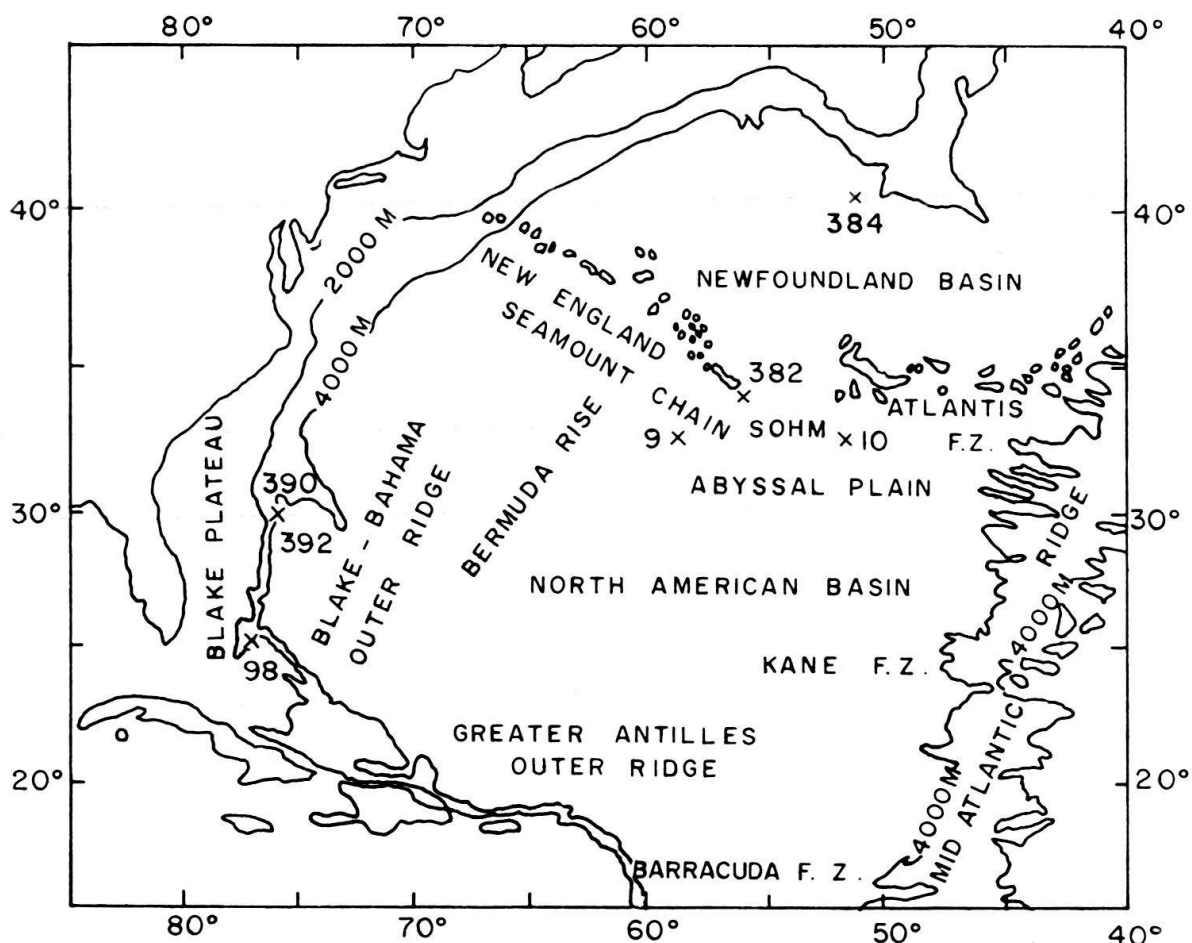 80° 70° 60° 50° 40°
40° 40°
30° 30°
20° 20°
80° 70° 60° 50° 40°
2000 M
4000 M
384
NEWFOUNDLAND BASIN
NEW ENGLAND
SEAMOUNT CHAIN
382
SOHM
9
10
ATLANTIS
F.Z.
ABYSSAL PLAIN
BLAKE PLATEAU
390
392
BLAKE - BAHAMA
OUTER RIDGE
BERMUDA RISE
NORTH AMERICAN BASIN
98
KANE F.Z.
4000M
MID ATLANTIC RIDGE
GREATER ANTILLES
OUTER RIDGE
4000M
BARRACUDA F. Z.